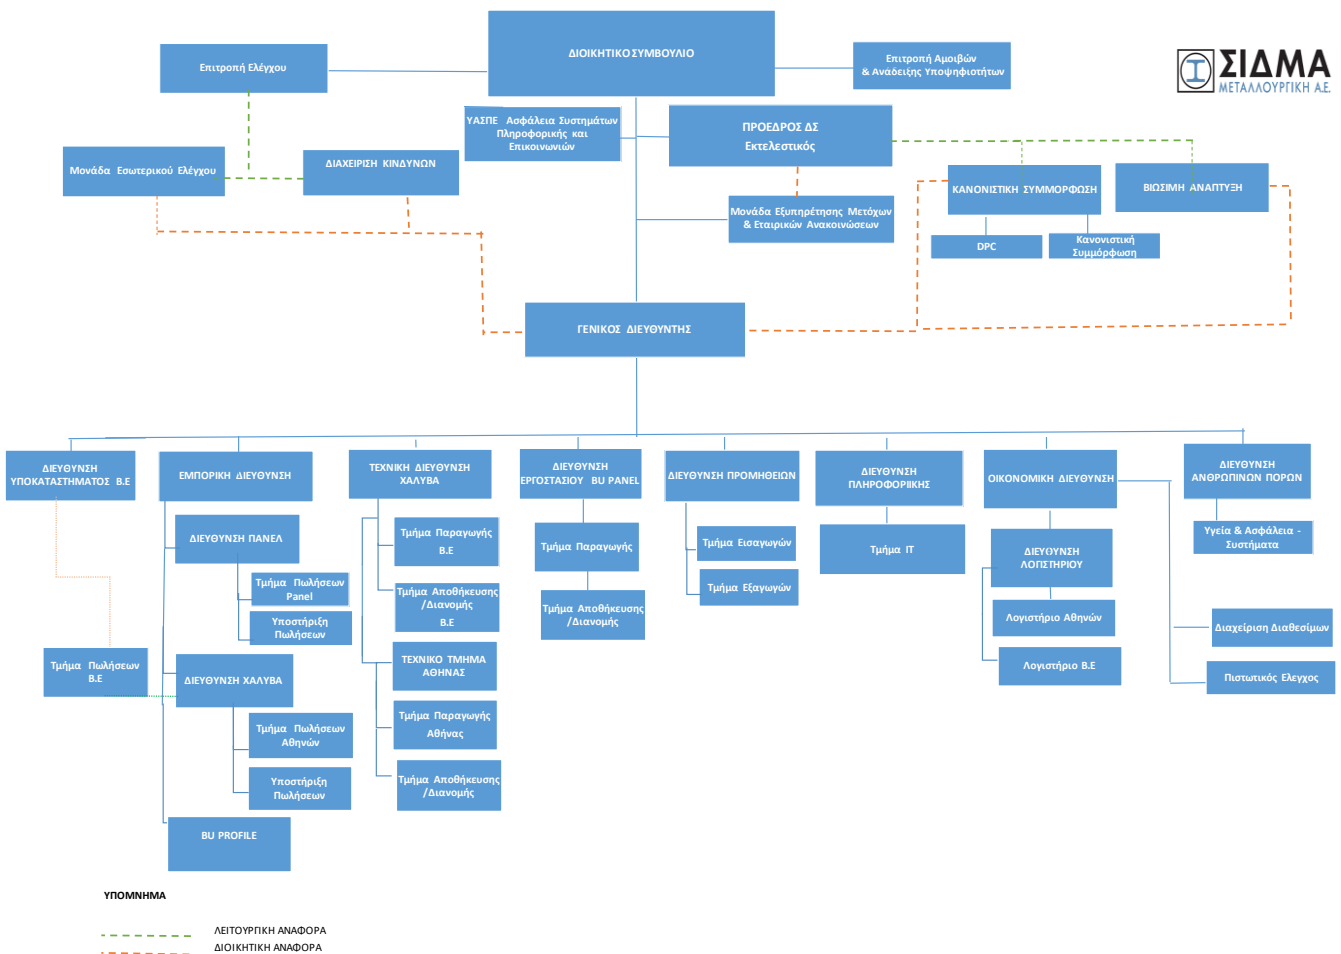 ΔΙΟΙΚΗΤΙΚΟ ΣΥΜΒΟΥΛΙΟ
Επιτροπή Ελέγχου
Επιτροπή Αμοιβών
& Ανάδειξης Υποψηφιοτήτων
ΣΙΔΜΑ
ΜΕΤΑΛΛΟΥΡΓΙΚΗ Α.Ε.
ΥΑΣΠΕ Ασφάλεια Συστημάτων
Πληροφορικής και
Επικοινωνιών
ΠΡΟΕΔΡΟΣ ΔΣ
Εκτελεστικός
Μονάδα Εσωτερικού Ελέγχου
ΔΙΑΧΕΙΡΙΣΗ ΚΙΝΔΥΝΩΝ
ΚΑΝΟΝΙΣΤΙΚΗ ΣΥΜΜΟΡΦΩΣΗ
ΒΙΩΣΙΜΗ ΑΝΑΠΤΥΞΗ
Μονάδα Εξυπηρέτησης Μετόχων
& Εταιρικών Ανακοινώσεων
DPC
Κανονιστική
Συμμόρφωση
ΓΕΝΙΚΟΣ ΔΙΕΥΘΥΝΤΗΣ
ΔΙΕΥΘΥΝΣΗ
ΥΠΟΚΑΤΑΣΤΗΜΑΤΟΣ Β.Ε
ΕΜΠΟΡΙΚΗ ΔΙΕΥΘΥΝΣΗ
ΤΕΧΝΙΚΗ ΔΙΕΥΘΥΝΣΗ
ΧΑΛΥΒΑ
ΔΙΕΥΘΥΝΣΗ
ΕΡΓΟΣΤΑΣΙΟΥ BU PANEL
ΔΙΕΥΘΥΝΣΗ ΠΡΟΜΗΘΕΙΩΝ
ΔΙΕΥΘΥΝΣΗ
ΠΛΗΡΟΦΟΡΙΚΗΣ
ΟΙΚΟΝΟΜΙΚΗ ΔΙΕΥΘΥΝΣΗ
ΔΙΕΥΘΥΝΣΗ
ΑΝΘΡΩΠΙΝΩΝ ΠΟΡΩΝ
ΔΙΕΥΘΥΝΣΗ ΠΑΝΕΛ
Τμήμα Πωλήσεων
Panel
Υποστήριξη
Πωλήσεων
Τμήμα Πωλήσεων
Β.Ε
ΔΙΕΥΘΥΝΣΗ ΧΑΛΥΒΑ
Τμήμα Πωλήσεων
Αθηνών
Υποστήριξη
Πωλήσεων
BU PROFILE
Τμήμα Παραγωγής
Β.Ε
Τμήμα Αποθήκευσης
/Διανομής
Β.Ε
ΤΕΧΝΙΚΟ ΤΜΗΜΑ
ΑΘΗΝΑΣ
Τμήμα Παραγωγής
Αθήνας
Τμήμα Αποθήκευσης
/Διανομής
Τμήμα Παραγωγής
Τμήμα Αποθήκευσης
/Διανομής
Τμήμα Εισαγωγών
Τμήμα Εξαγωγών
Τμήμα IT
ΔΙΕΥΘΥΝΣΗ
ΛΟΓΙΣΤΗΡΙΟΥ
Λογιστήριο Αθηνών
Λογιστήριο Β.Ε
Υγεία & Ασφάλεια -
Συστήματα
Διαχείριση Διαθεσίμων
Πιστωτικός Ελεγχος
ΥΠΟΜΝΗΜΑ
ΛΕΙΤΟΥΡΓΙΚΗ ΑΝΑΦΟΡΑ
ΔΙΟΙΚΗΤΙΚΗ ΑΝΑΦΟΡΑ